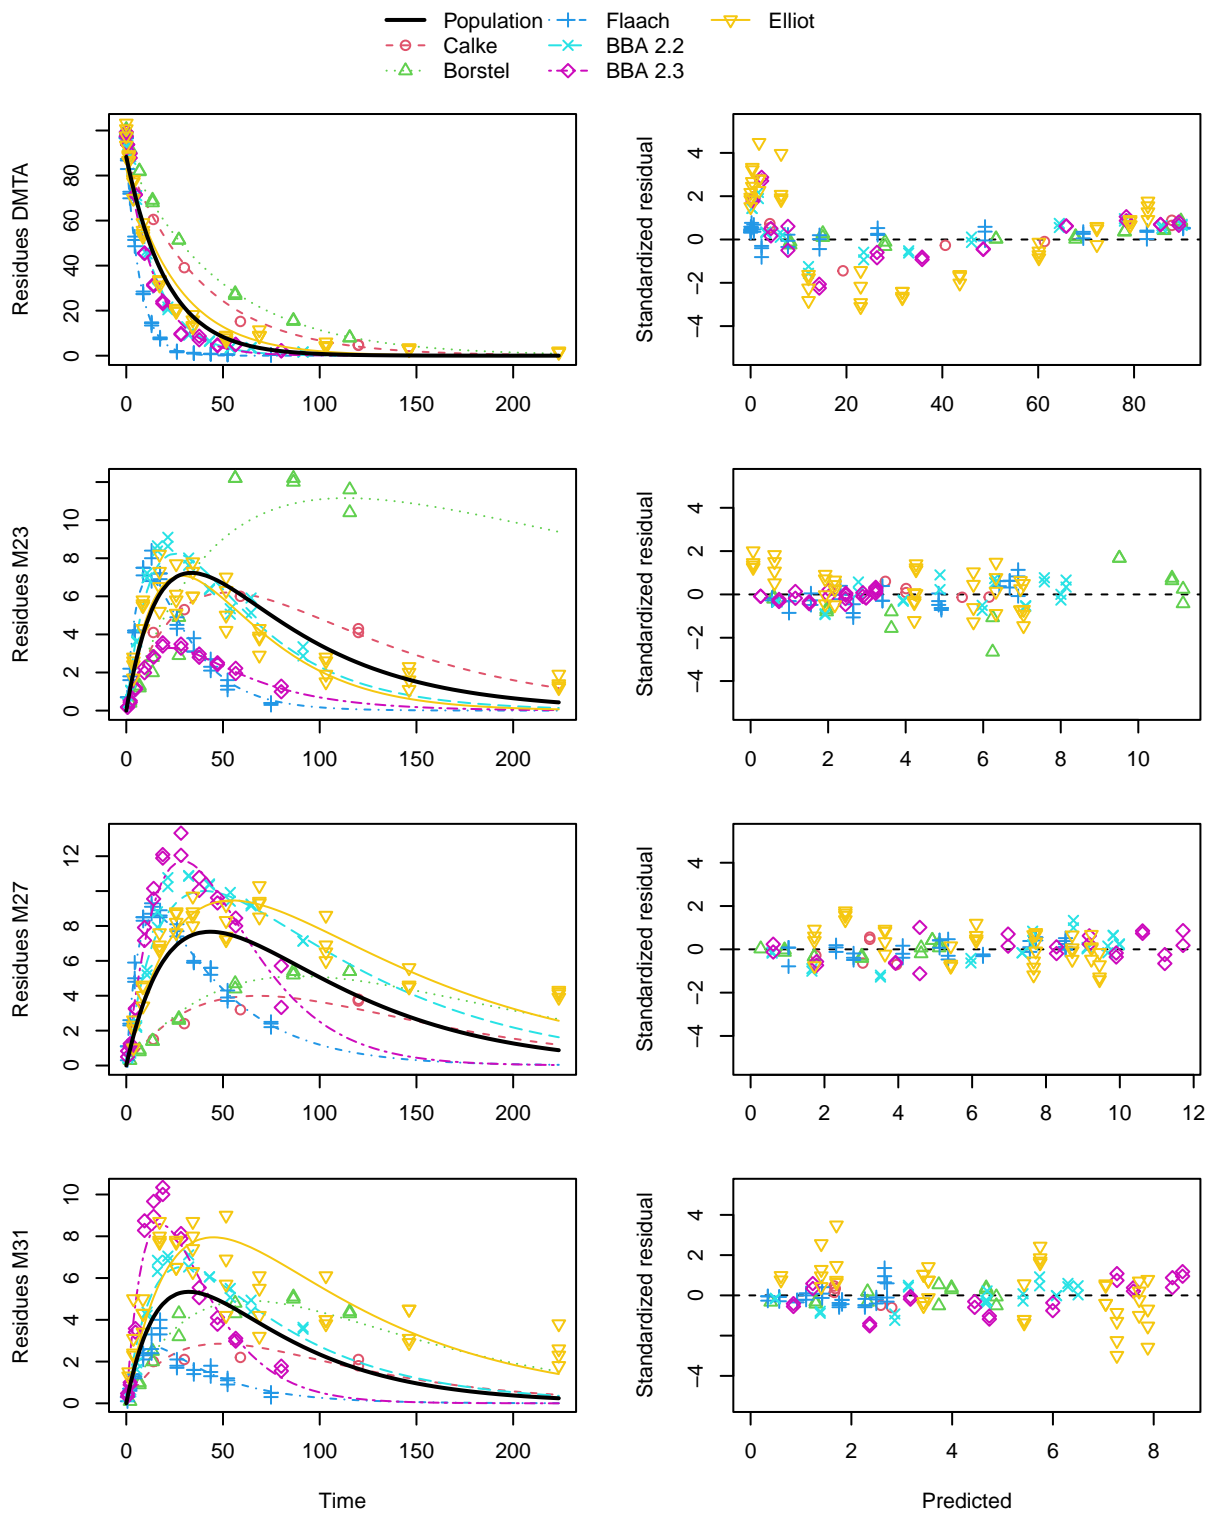 Population Flaach Elliot
Calke BBA 2.2
Borstel BBA 2.3
Residues DMTA
0 20 40 60 80
0 50 100 150 200
Standardized residual
−4 −2 0 2 4
0 20 40 60 80
Residues M23
0 2 4 6 8 10
0 50 100 150 200
Standardized residual
−4 −2 0 2 4
0 2 4 6 8 10
Residues M27
0 2 4 6 8 12
0 50 100 150 200
Standardized residual
−4 −2 0 2 4
0 2 4 6 8 10 12
Residues M31
0 2 4 6 8 10
0 50 100 150 200
Time
Standardized residual
−4 0 2 4
0 2 4 6 8
Predicted